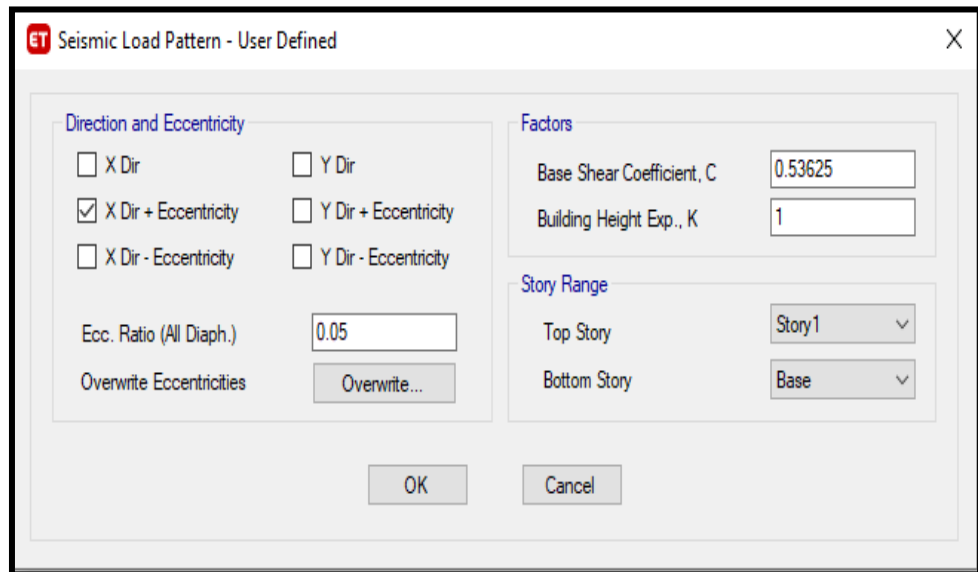 ET Seismic Load Pattern - User Defined
Direction and Eccentricity
X Dir
Y Dir
X Dir + Eccentricity
Y Dir + Eccentricity
X Dir - Eccentricity
Y Dir - Eccentricity
Ecc. Ratio (All Diaph.)
0.05
Overwrite Eccentricities
Overwrite...
Factors
Base Shear Coefficient, C
0.53625
Building Height Exp., K
1
Story Range
Top Story
Story1
Bottom Story
Base
OK
Cancel